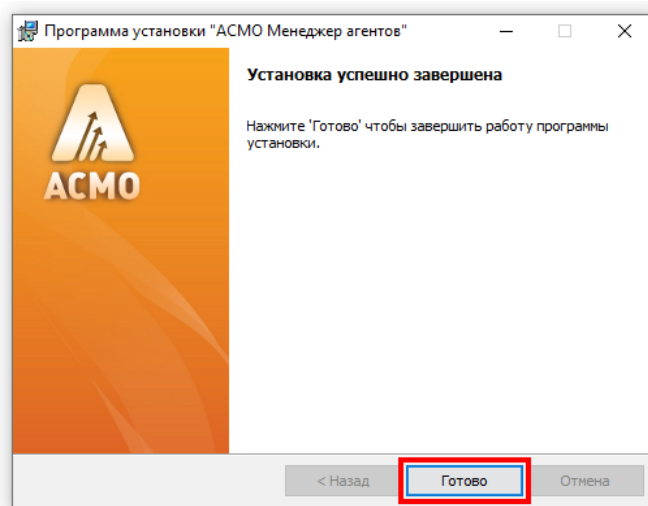 Программа установки "АСМО Менеджер агентов"
Установка успешно завершена
Нажмите 'Готово' чтобы завершить работу программы
установки.
АСМО
< Назад
Готово
Отмена